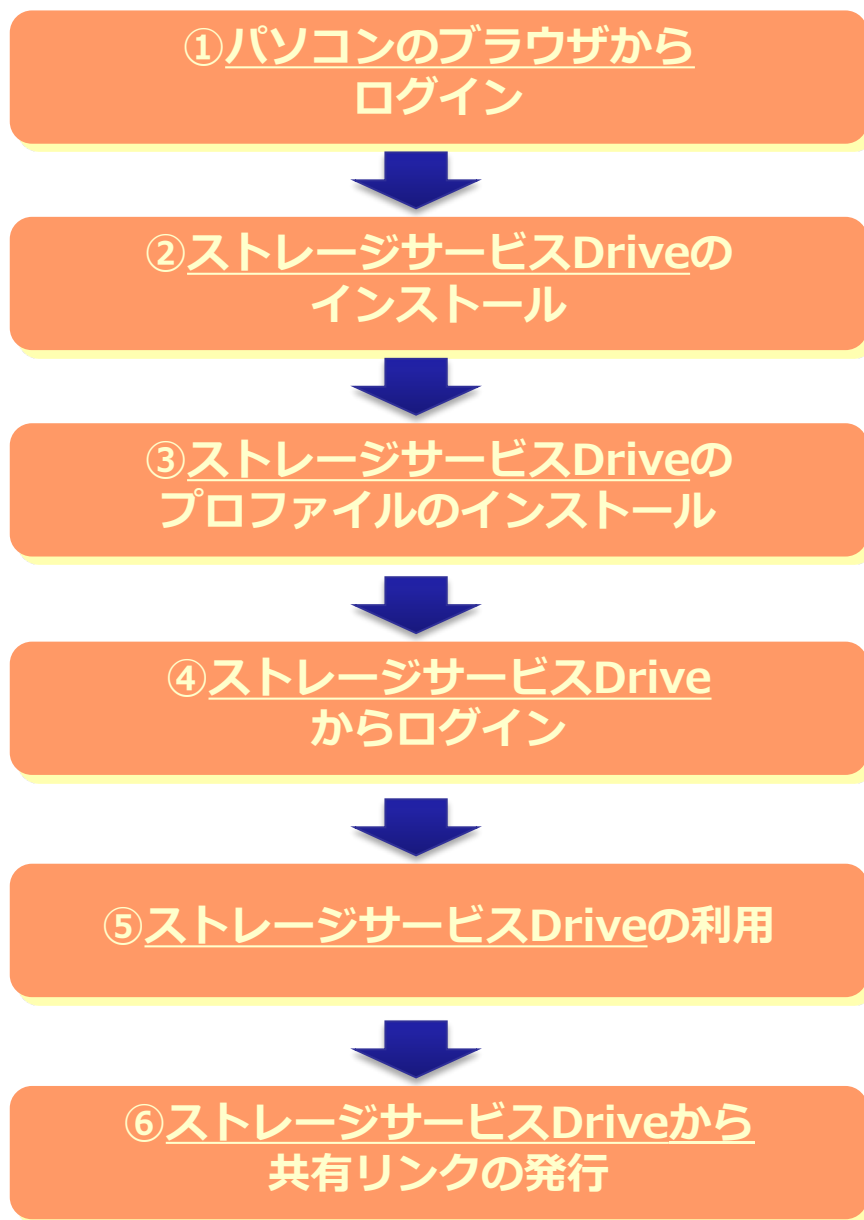 ①パソコンのブラウザから
ログイン
②ストレージサービスDriveの
インストール
③ストレージサービスDriveの
プロファイルのインストール
④ストレージサービスDrive
からログイン
⑤ストレージサービスDriveの利用
⑥ストレージサービスDriveから
共有リンクの発行